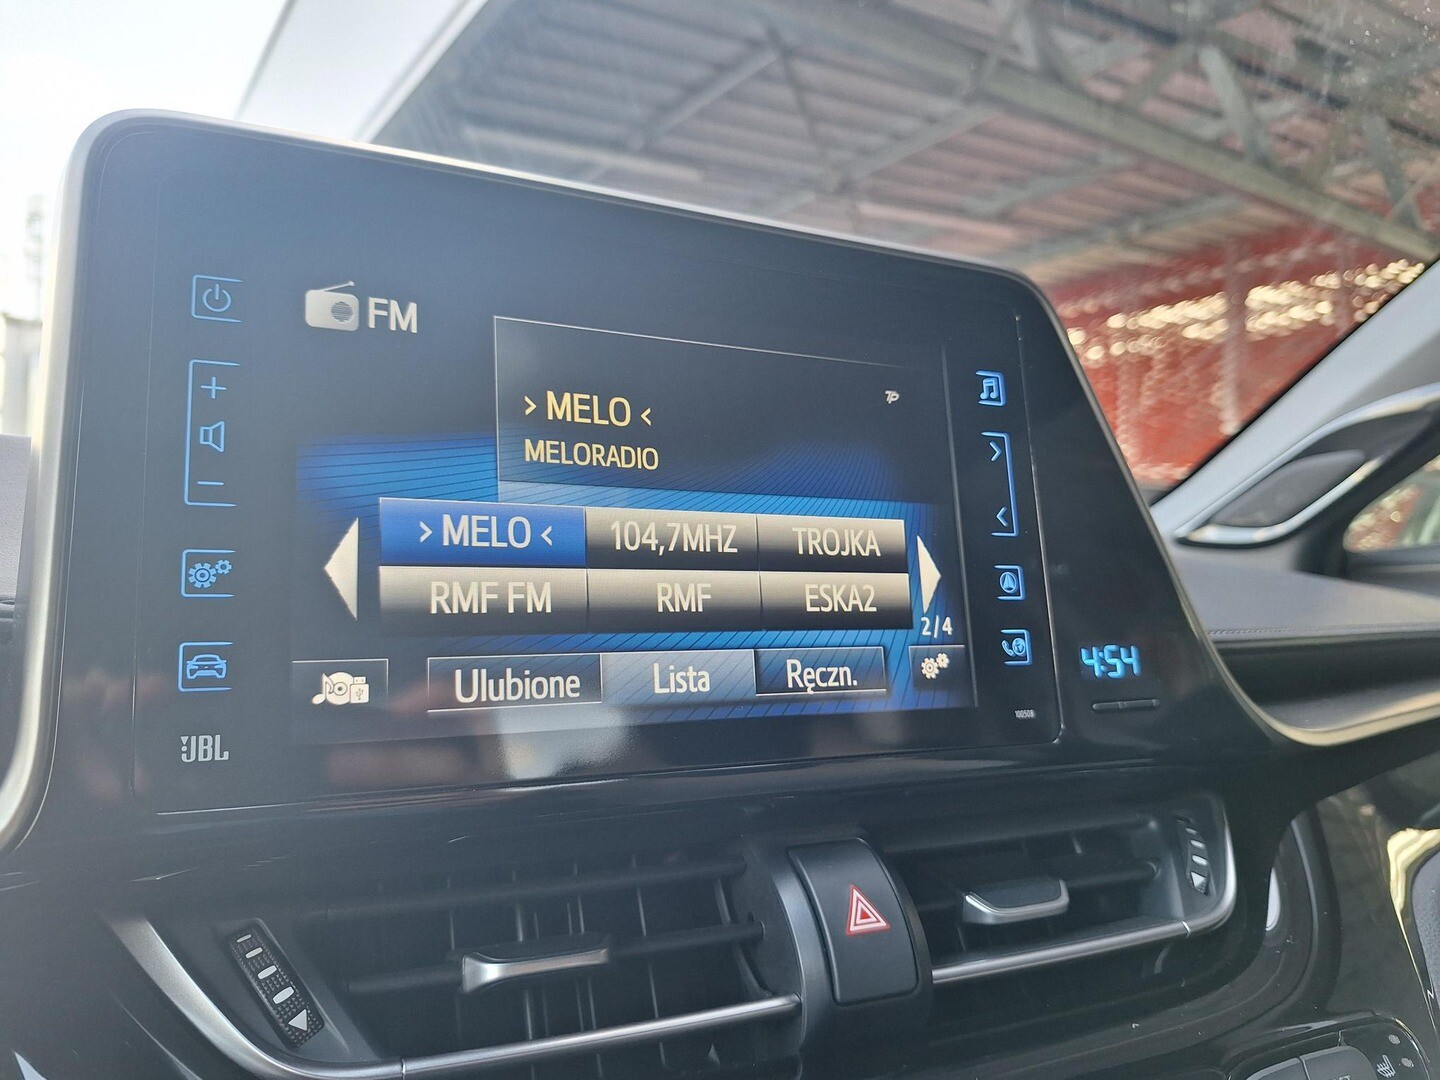 FM
> MELO <
TP
MELORADIO
> MELO < 104,7MHZ TROJKA
RMF FM RMF ESKA2
2/4
Ulubione Lista Ręczn.
4:54
100508
JBL